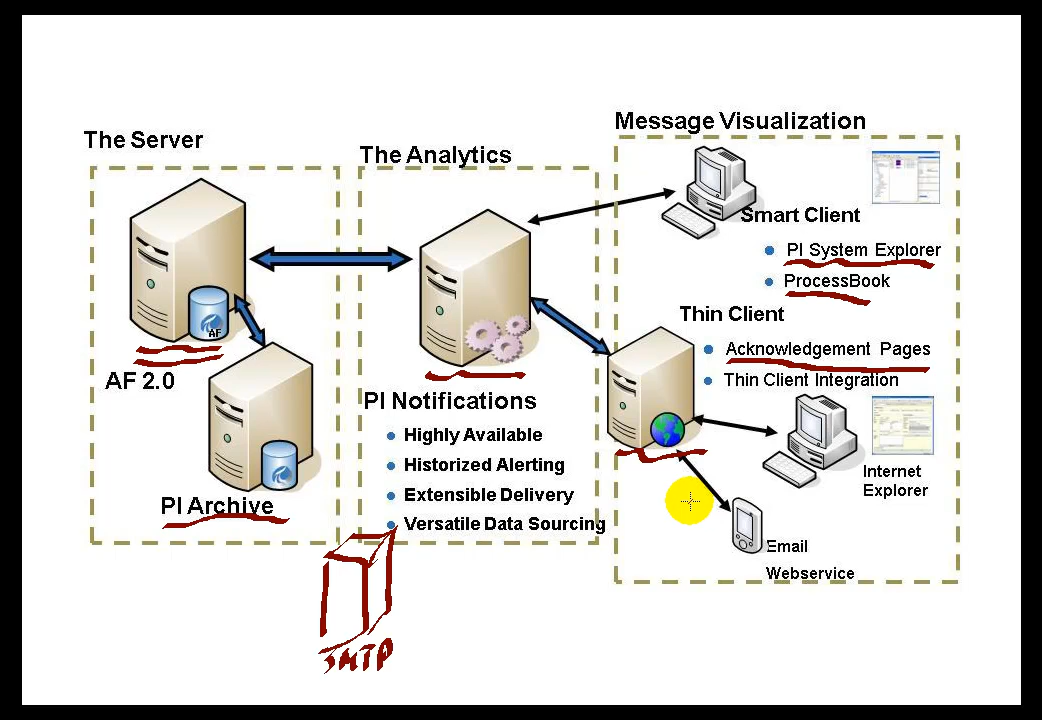 The Server
AF
AF 2.0
PI Archive
The Analytics
PI Notifications
Highly Available
Historized Alerting
Extensible Delivery
Versatile Data Sourcing
SMTP
Message Visualization
Smart Client
PI System Explorer
ProcessBook
Thin Client
Acknowledgement Pages
Thin Client Integration
Internet
Explorer
Email
Webservice